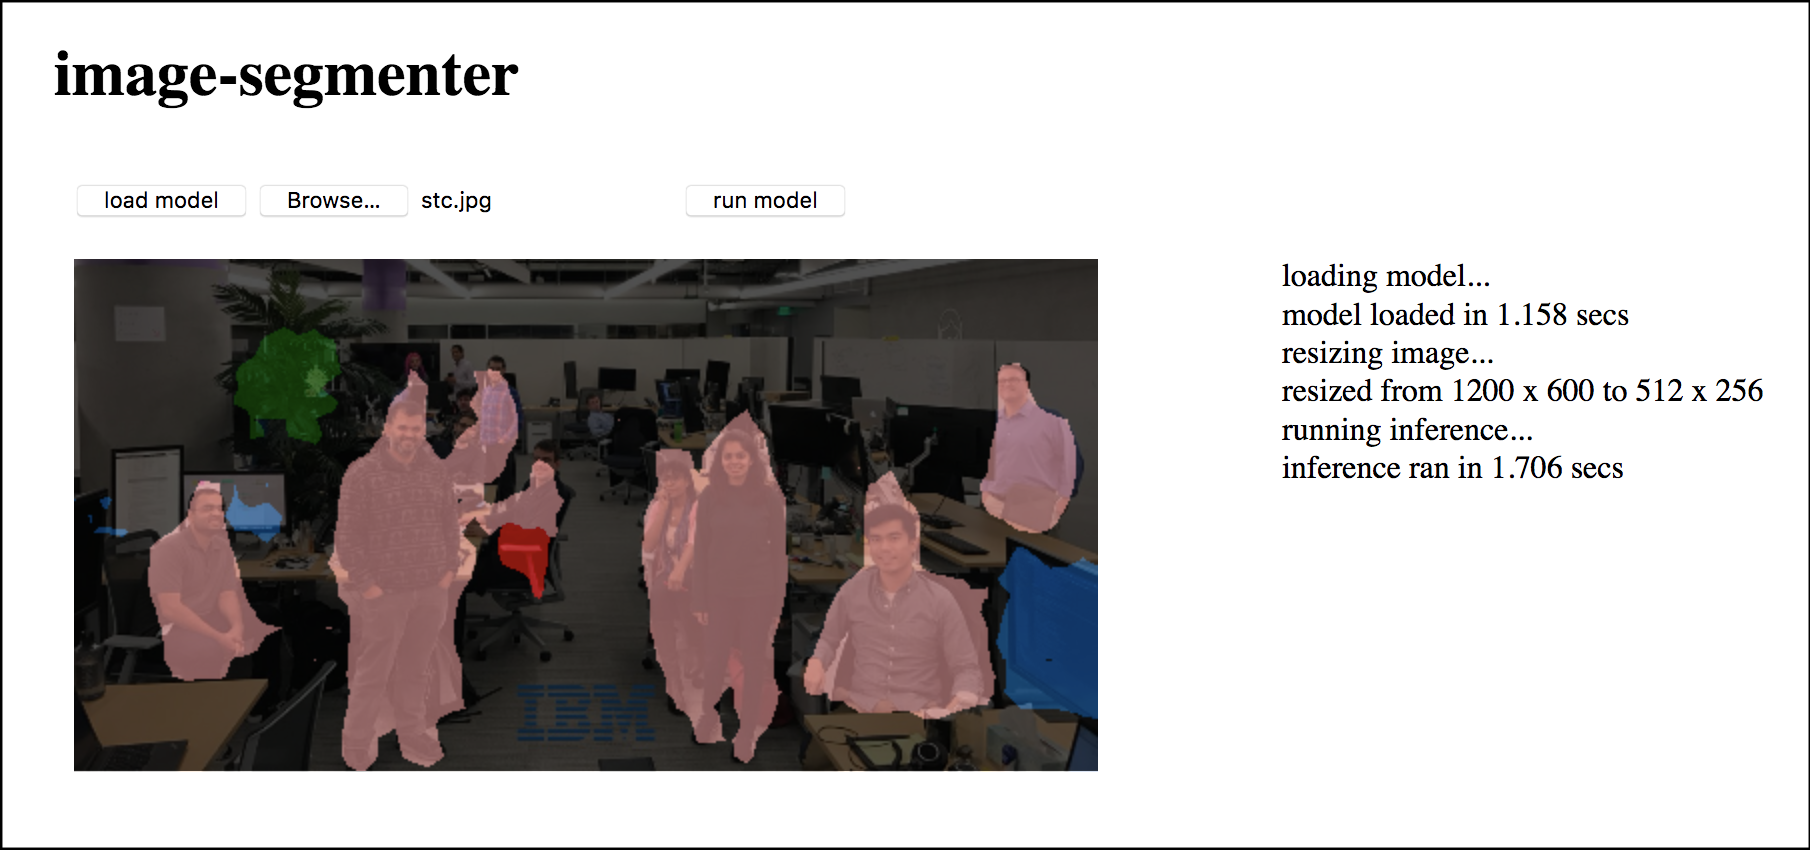 image-segmenter
load model Browse... stc.jpg run model
loading model...
model loaded in 1.158 secs
resizing image...
resized from 1200 x 600 to 512 x 256
running inference...
inference ran in 1.706 secs
IBM